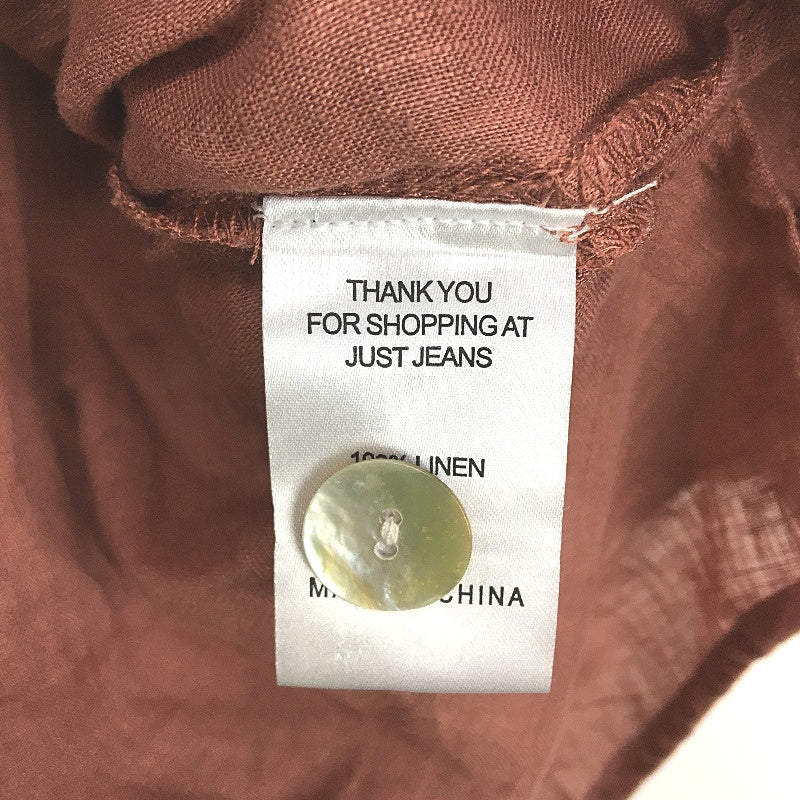 THANK YOU
FOR SHOPPING AT
JUST JEANS
LINEN
CHINA